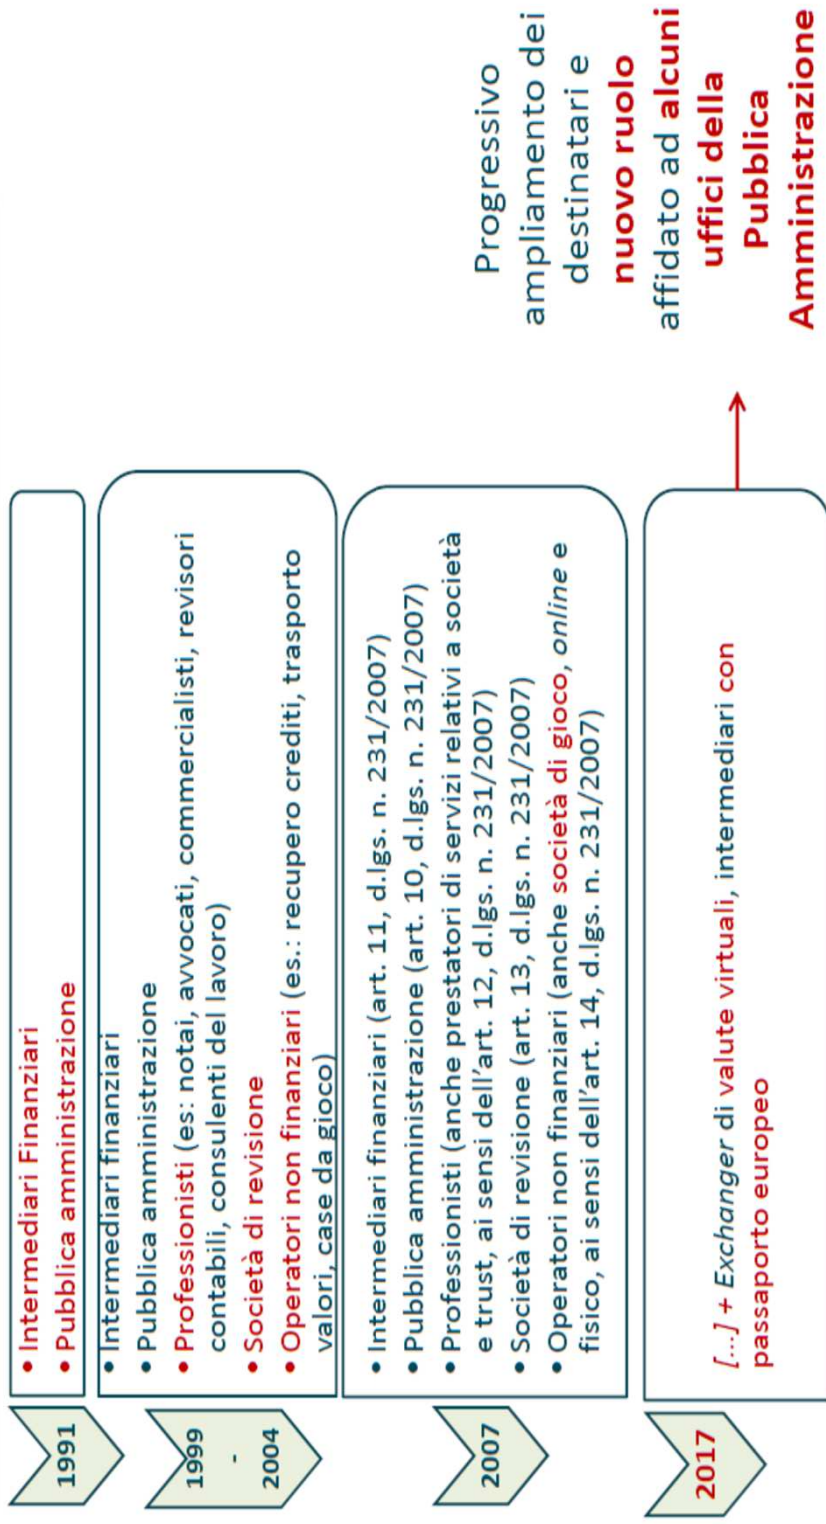 1991
• Intermediari Finanziari
• Pubblica amministrazione
1999
-
2004
• Intermediari finanziari
• Pubblica amministrazione
• Professionisti (es: notai, avvocati, commercialisti, revisori
contabili, consulenti del lavoro)
• Società di revisione
• Operatori non finanziari (es.: recupero crediti, trasporto
valori, case da gioco)
2007
• Intermediari finanziari (art. 11, d.lgs. n. 231/2007)
• Pubblica amministrazione (art. 10, d.lgs. n. 231/2007)
• Professionisti (anche prestatori di servizi relativi a società
e trust, ai sensi dell'art. 12, d.lgs. n. 231/2007)
• Società di revisione (art. 13, d.lgs. n. 231/2007)
• Operatori non finanziari (anche società di gioco, online e
fisico, ai sensi dell'art. 14, d.lgs. n. 231/2007)
2017
[...] + Exchanger di valute virtuali, intermediari con
passaporto europeo
Progressivo
ampliamento dei
destinatari e
nuovo ruolo
affidato ad alcuni
uffici della
Pubblica
Amministrazione